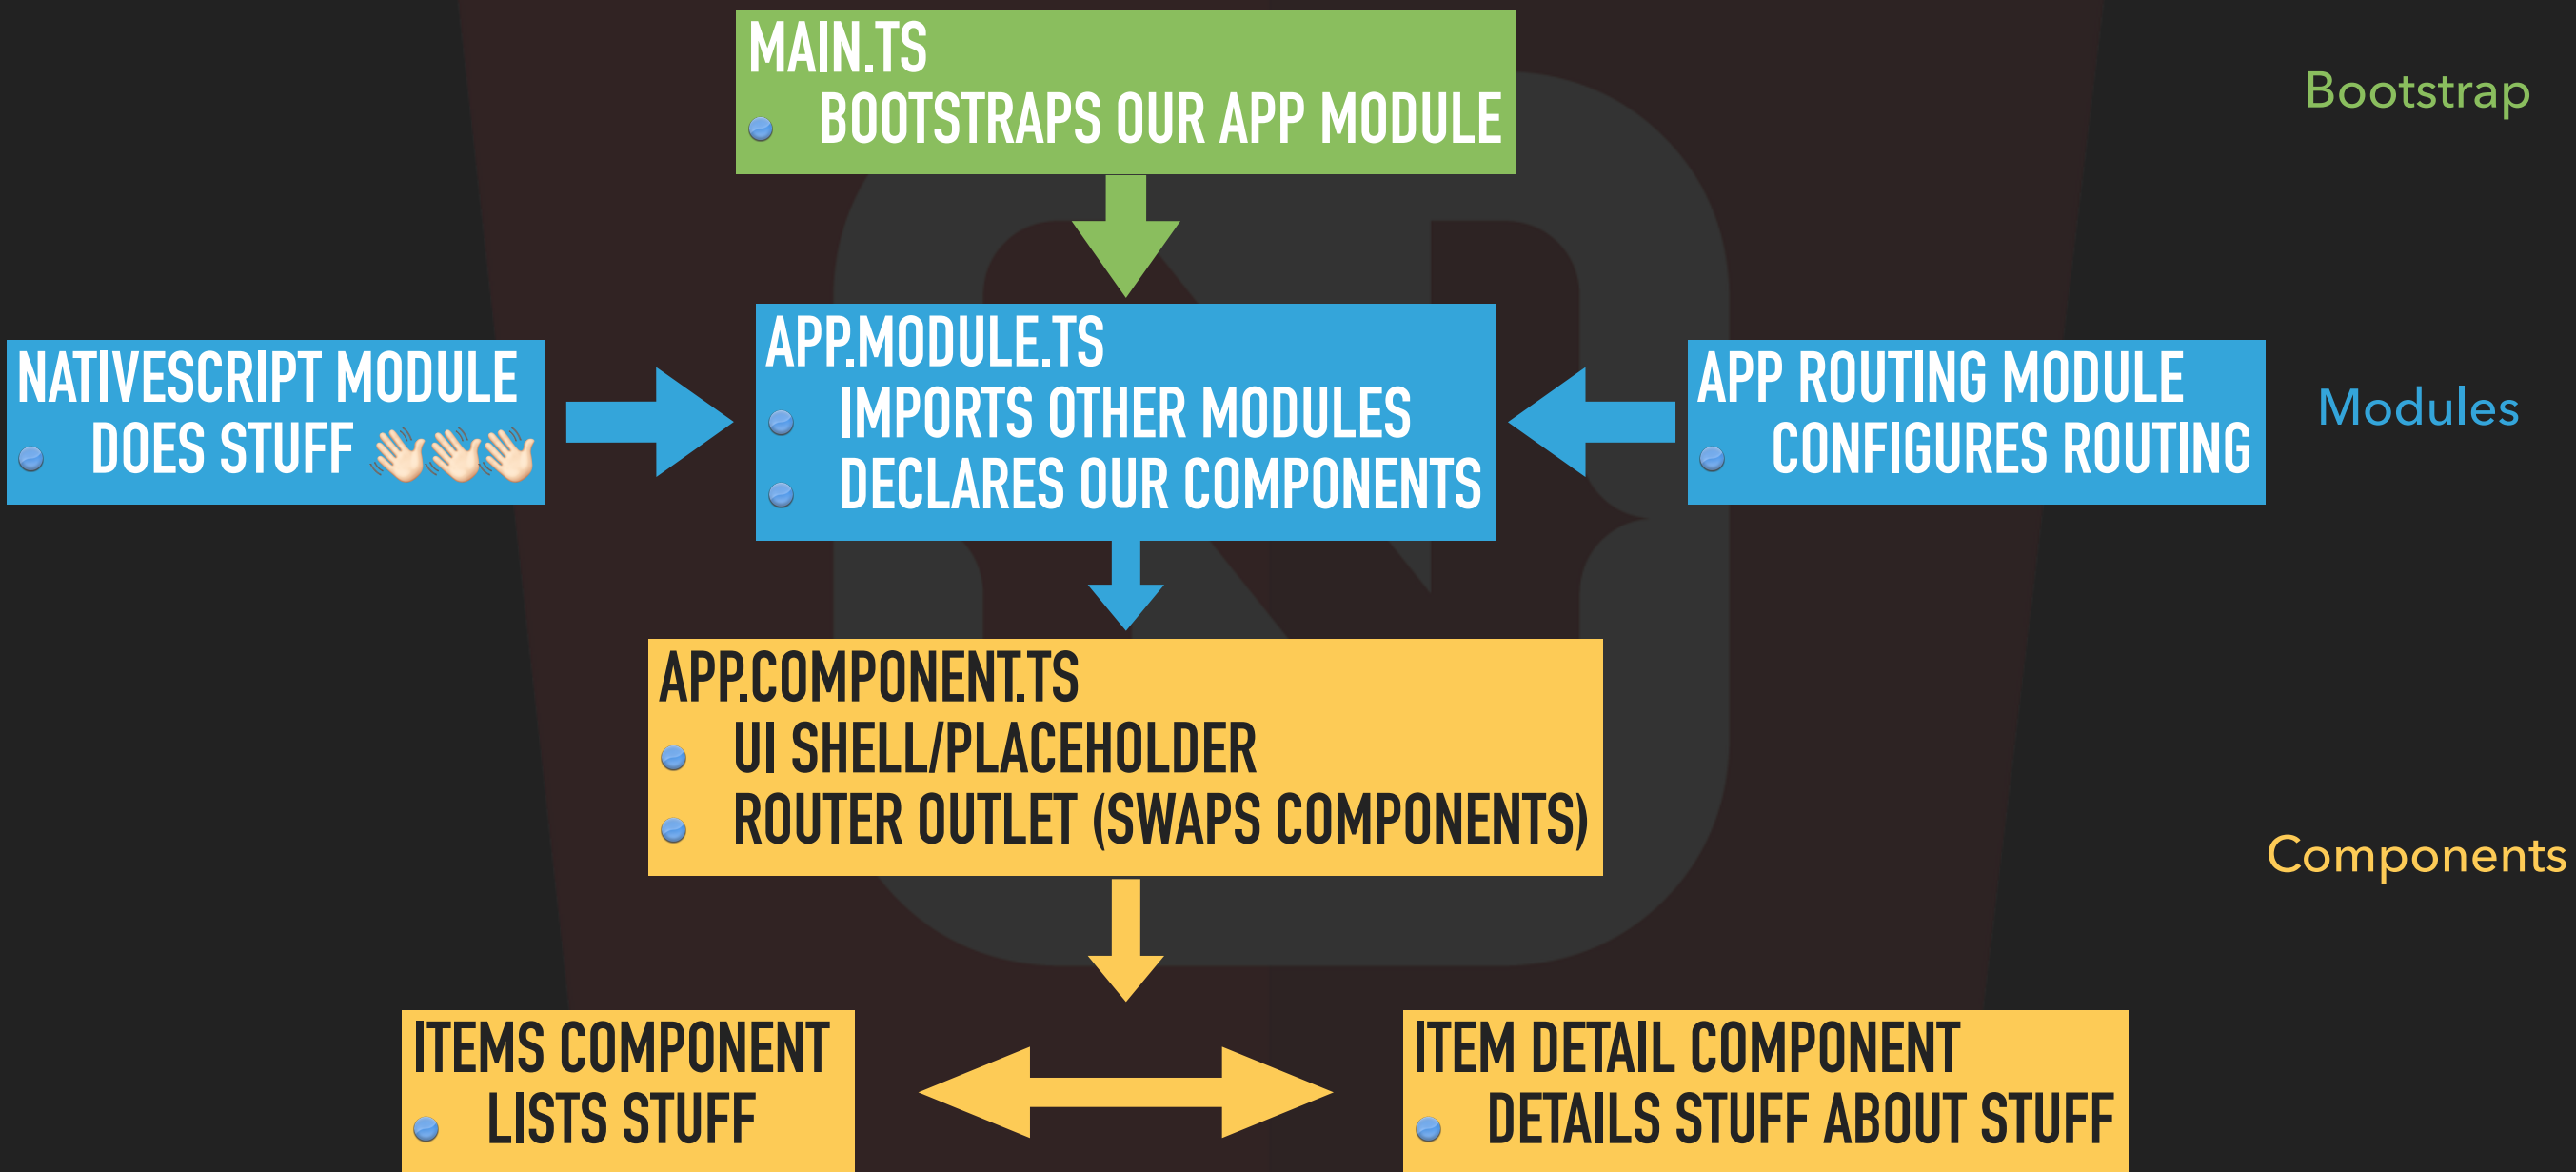 MAIN.TS
BOOTSTRAPS OUR APP MODULE
Bootstrap
NATIVESCRIPT MODULE
DOES STUFF 👋🏻👋🏻👋🏻
APP.MODULE.TS
IMPORTS OTHER MODULES
DECLARES OUR COMPONENTS
APP ROUTING MODULE
CONFIGURES ROUTING
Modules
APP.COMPONENT.TS
UI SHELL/PLACEHOLDER
ROUTER OUTLET (SWAPS COMPONENTS)
Components
ITEMS COMPONENT
LISTS STUFF
ITEM DETAIL COMPONENT
DETAILS STUFF ABOUT STUFF